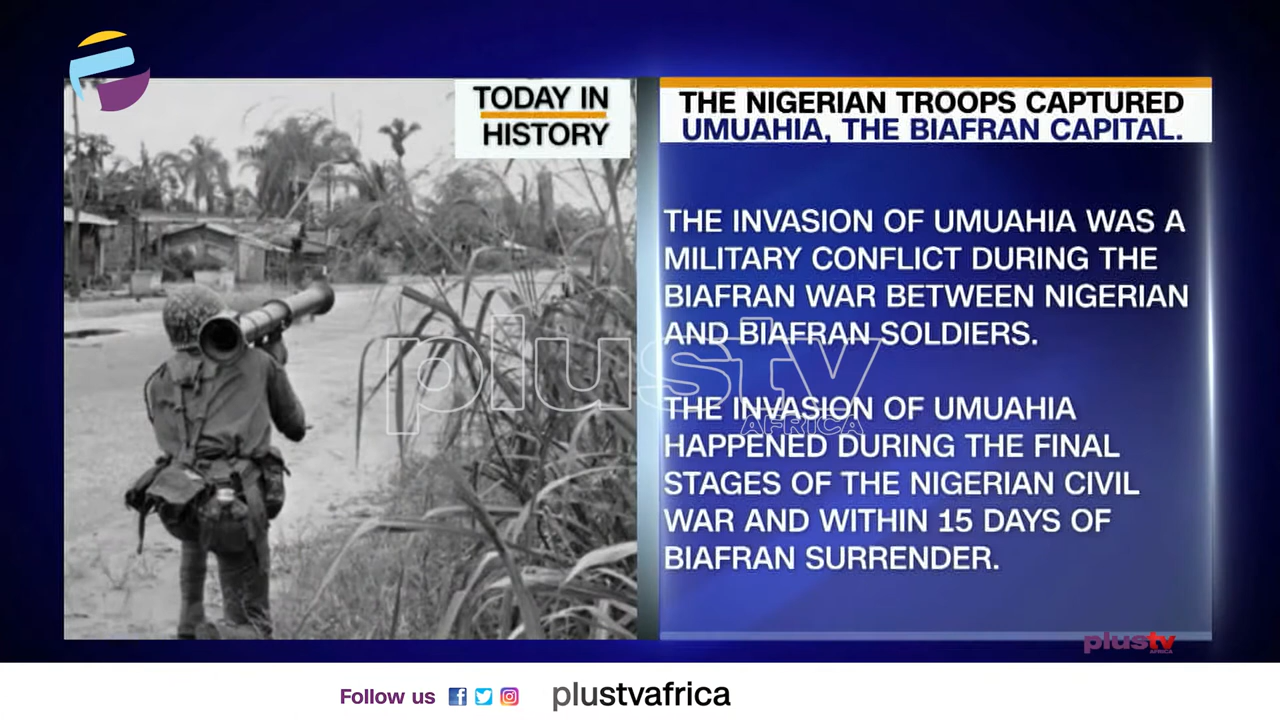 TODAY IN
HISTORY
THE NIGERIAN TROOPS CAPTURED
UMUAHIA, THE BIAFRAN CAPITAL.
THE INVASION OF UMUAHIA WAS A
MILITARY CONFLICT DURING THE
BIAFRAN WAR BETWEEN NIGERIAN
AND BIAFRAN SOLDIERS.
THE INVASION OF UMUAHIA
HAPPENED DURING THE FINAL
STAGES OF THE NIGERIAN CIVIL
WAR AND WITHIN 15 DAYS OF
BIAFRAN SURRENDER.
plustv
AFRICA
plustv
AFRICA
Follow us plustvafrica